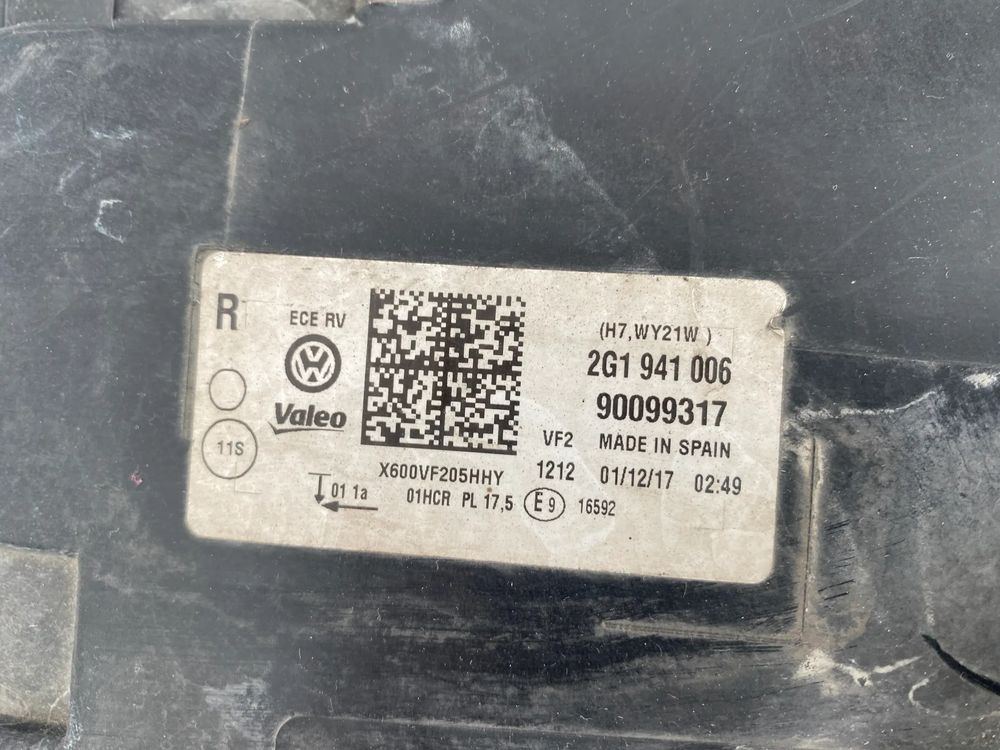 R
ECE RV
(H7,WY21W )
2G1 941 006
Valeo
90099317
11S
VF2 MADE IN SPAIN
X600VF205HHY
1212 01/12/17 02:49
01 1a
01HCR PL 17,5 E9 16592